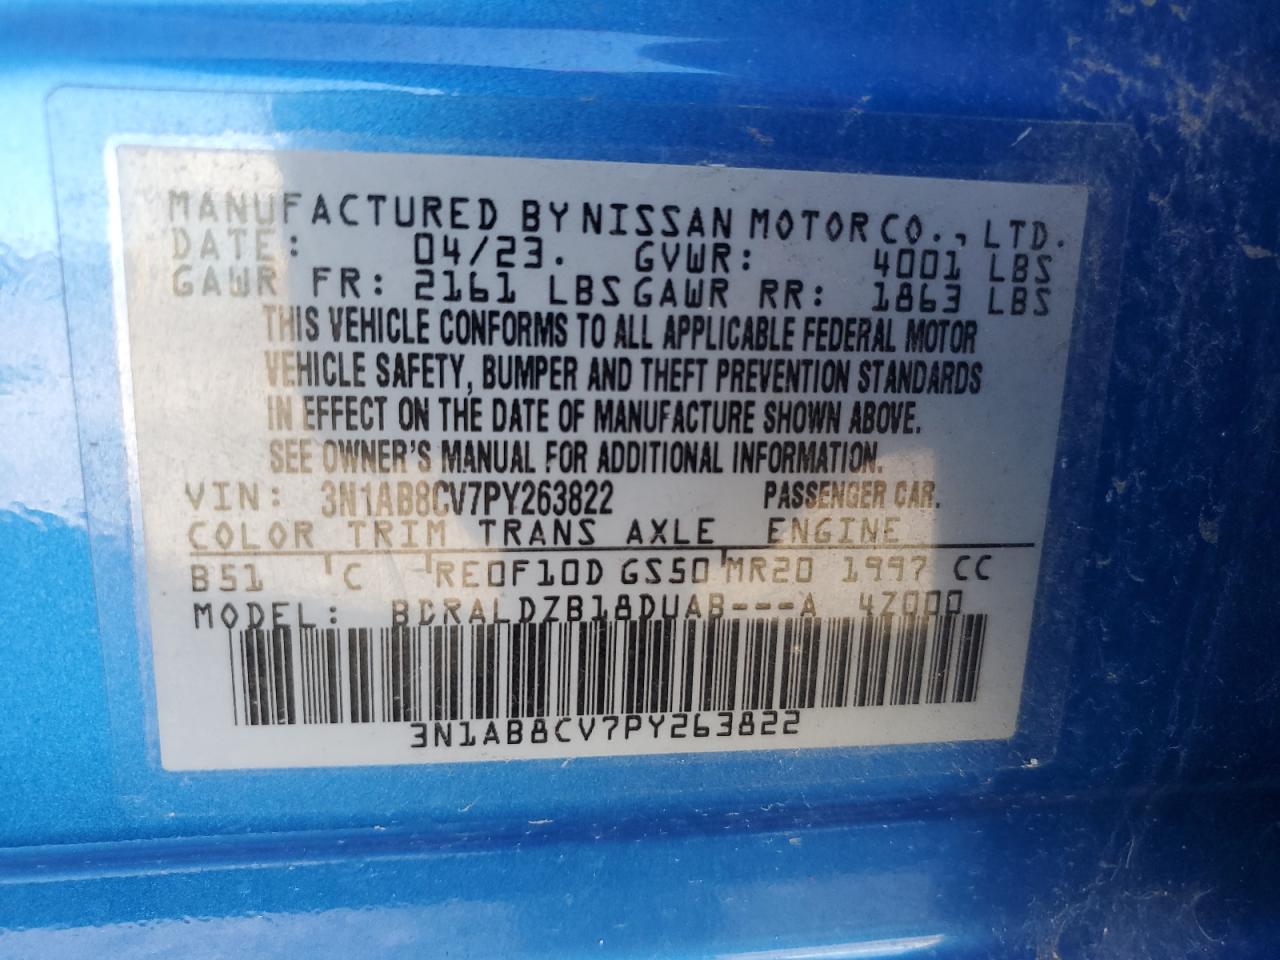 MANUFACTURED BY NISSAN MOTOR CO., LTD.
DATE: 04/23. GVWR: 4001 LBS
GAWR FR: 2161 LBS GAWR RR: 1863 LBS
THIS VEHICLE CONFORMS TO ALL APPLICABLE FEDERAL MOTOR
VEHICLE SAFETY, BUMPER AND THEFT PREVENTION STANDARDS
IN EFFECT ON THE DATE OF MANUFACTURE SHOWN ABOVE.
SEE OWNER'S MANUAL FOR ADDITIONAL INFORMATION.
VIN: 3N1AB8CV7PY263822 PASSENGER CAR.
COLOR TRIM TRANS AXLE ENGINE
B51 C RE0F10D GS50 MR20 1997 CC
MODEL: BDRALDZB18DUAB---A 4Z000
3N1AB8CV7PY263822